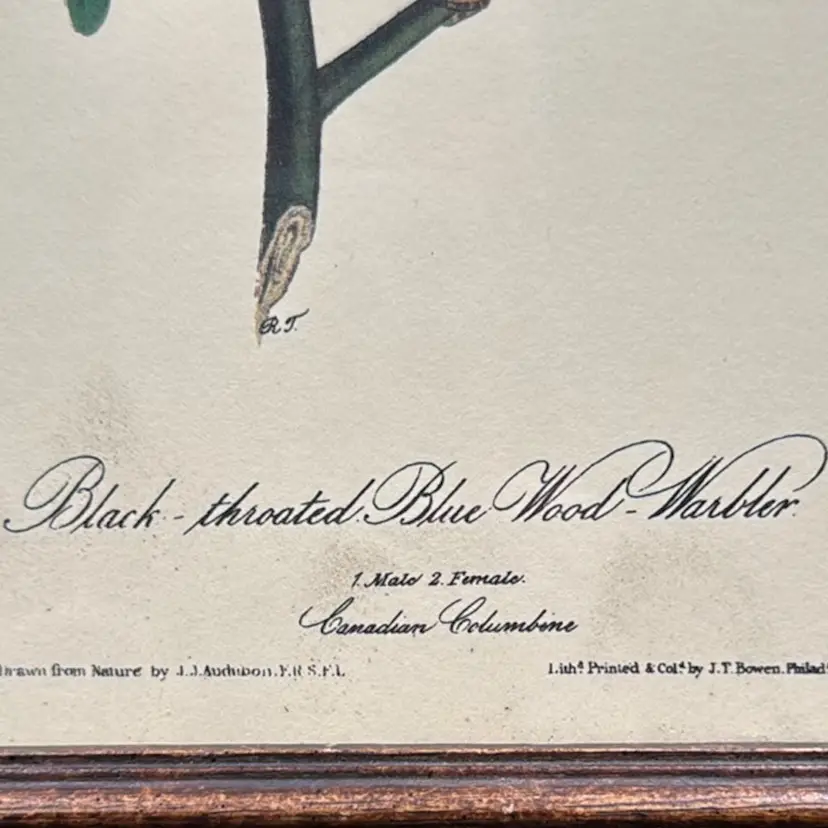 R.T.
Black-throated Blue Wood-Warbler.
1. Male 2. Female.
Canadian Columbine
Drawn from Nature by J.J. Audubon, F.R.S.F.L.
Lith.d Printed & Col.d by J.T. Bowen, Philad.a